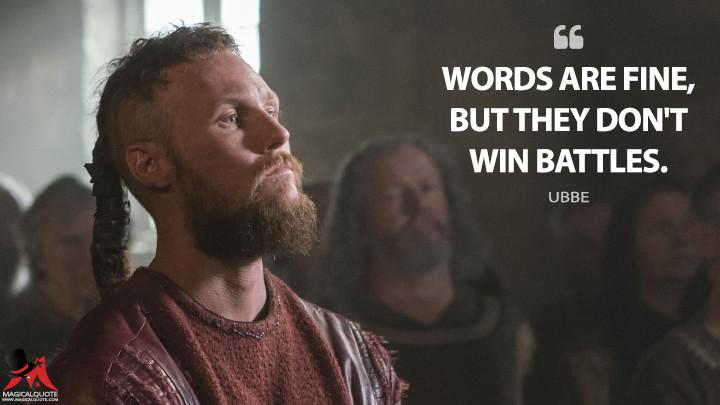 WORDS ARE FINE,
BUT THEY DON'T
WIN BATTLES.
UBBE
MAGICALQUOTE
WWW.MAGICALQUOTE.COM